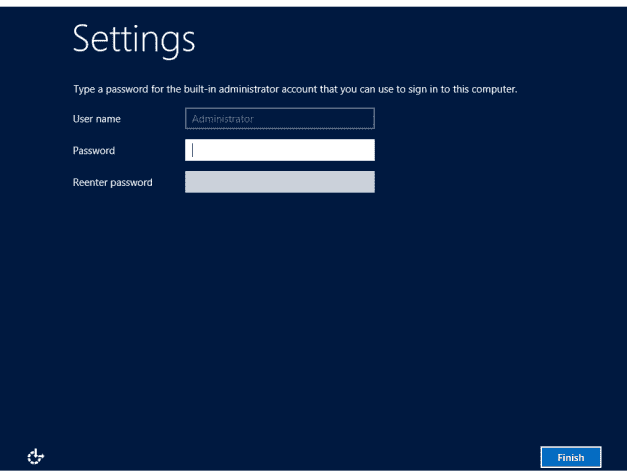 Settings
Type a password for the built-in administrator account that you can use to sign in to this computer.
User name
Administrator
Password
Reenter password
Finish